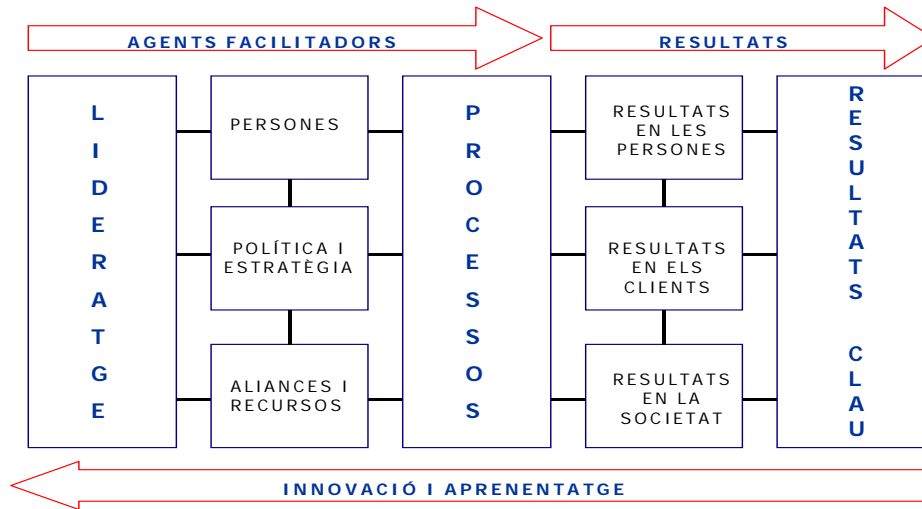 AGENTS FACILITADORS
RESULTATS
LIDERATGE
PERSONES
POLÍTICA I
ESTRATÈGIA
ALIANCES I
RECURSOS
PROCESSOS
RESULTATS
EN LES
PERSONES
RESULTATS
EN ELS
CLIENTS
RESULTATS
EN LA
SOCIETAT
RESULTATS CLAU
INNOVACIÓ I APRENENTATGE